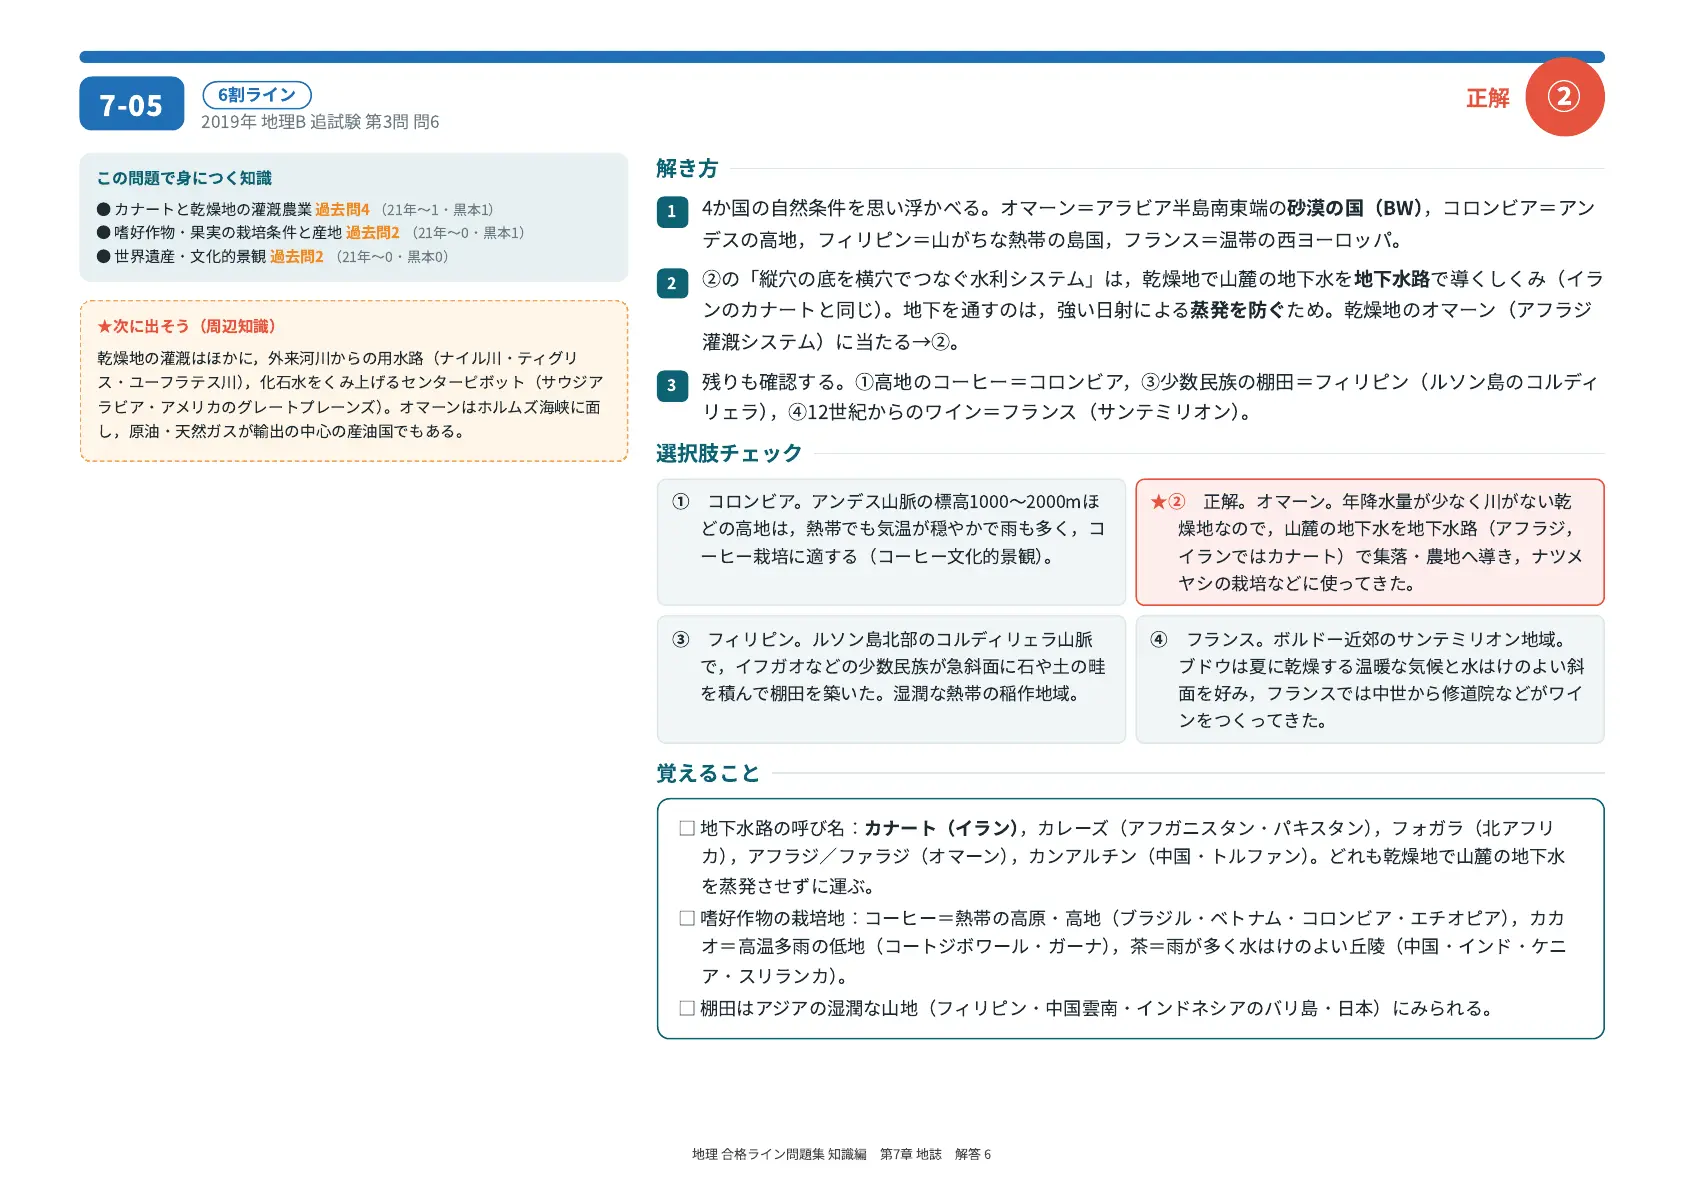 7-05
6割ライン
2019年 地理B 追試験 第3問 問6
正解 ②
この問題で身につく知識
● カナートと乾燥地の灌漑農業 過去問4 （21年〜1・黒本1）
● 嗜好作物・果実の栽培条件と産地 過去問2 （21年〜0・黒本1）
● 世界遺産・文化的景観 過去問2 （21年〜0・黒本0）
★次に出そう（周辺知識）
乾燥地の灌漑はほかに，外来河川からの用水路（ナイル川・ティグリ
ス・ユーフラテス川），化石水をくみ上げるセンターピボット（サウジア
ラビア・アメリカのグレートプレーンズ）。オマーンはホルムズ海峡に面
し，原油・天然ガスが輸出の中心の産油国でもある。
解き方
1 4か国の自然条件を思い浮かべる。オマーン＝アラビア半島南東端の砂漠の国（BW），コロンビア＝アン
デスの高地，フィリピン＝山がちな熱帯の島国，フランス＝温帯の西ヨーロッパ。
2 ②の「縦穴の底を横穴でつなぐ水利システム」は，乾燥地で山麓の地下水を地下水路で導くしくみ（イラ
ンのカナートと同じ）。地下を通すのは，強い日射による蒸発を防ぐため。乾燥地のオマーン（アフラジ
灌漑システム）に当たる→②。
3 残りも確認する。①高地のコーヒー＝コロンビア，③少数民族の棚田＝フィリピン（ルソン島のコルディ
リェラ），④12世紀からのワイン＝フランス（サンテミリオン）。
選択肢チェック
① コロンビア。アンデス山脈の標高1000〜2000mほ
どの高地は，熱帯でも気温が穏やかで雨も多く，コ
ーヒー栽培に適する（コーヒー文化的景観）。
★② 正解。オマーン。年降水量が少なく川がない乾
燥地なので，山麓の地下水を地下水路（アフラジ，
イランではカナート）で集落・農地へ導き，ナツメ
ヤシの栽培などに使ってきた。
③ フィリピン。ルソン島北部のコルディリェラ山脈
で，イフガオなどの少数民族が急斜面に石や土の畦
を積んで棚田を築いた。湿潤な熱帯の稲作地域。
④ フランス。ボルドー近郊のサンテミリオン地域。
ブドウは夏に乾燥する温暖な気候と水はけのよい斜
面を好み，フランスでは中世から修道院などがワイ
ンをつくってきた。
覚えること
□ 地下水路の呼び名：カナート（イラン），カレーズ（アフガニスタン・パキスタン），フォガラ（北アフリ
カ），アフラジ／ファラジ（オマーン），カンアルチン（中国・トルファン）。どれも乾燥地で山麓の地下水
を蒸発させずに運ぶ。
□ 嗜好作物の栽培地：コーヒー＝熱帯の高原・高地（ブラジル・ベトナム・コロンビア・エチオピア），カカ
オ＝高温多雨の低地（コートジボワール・ガーナ），茶＝雨が多く水はけのよい丘陵（中国・インド・ケニ
ア・スリランカ）。
□ 棚田はアジアの湿潤な山地（フィリピン・中国雲南・インドネシアのバリ島・日本）にみられる。
地理 合格ライン問題集 知識編 第7章 地誌 解答 6